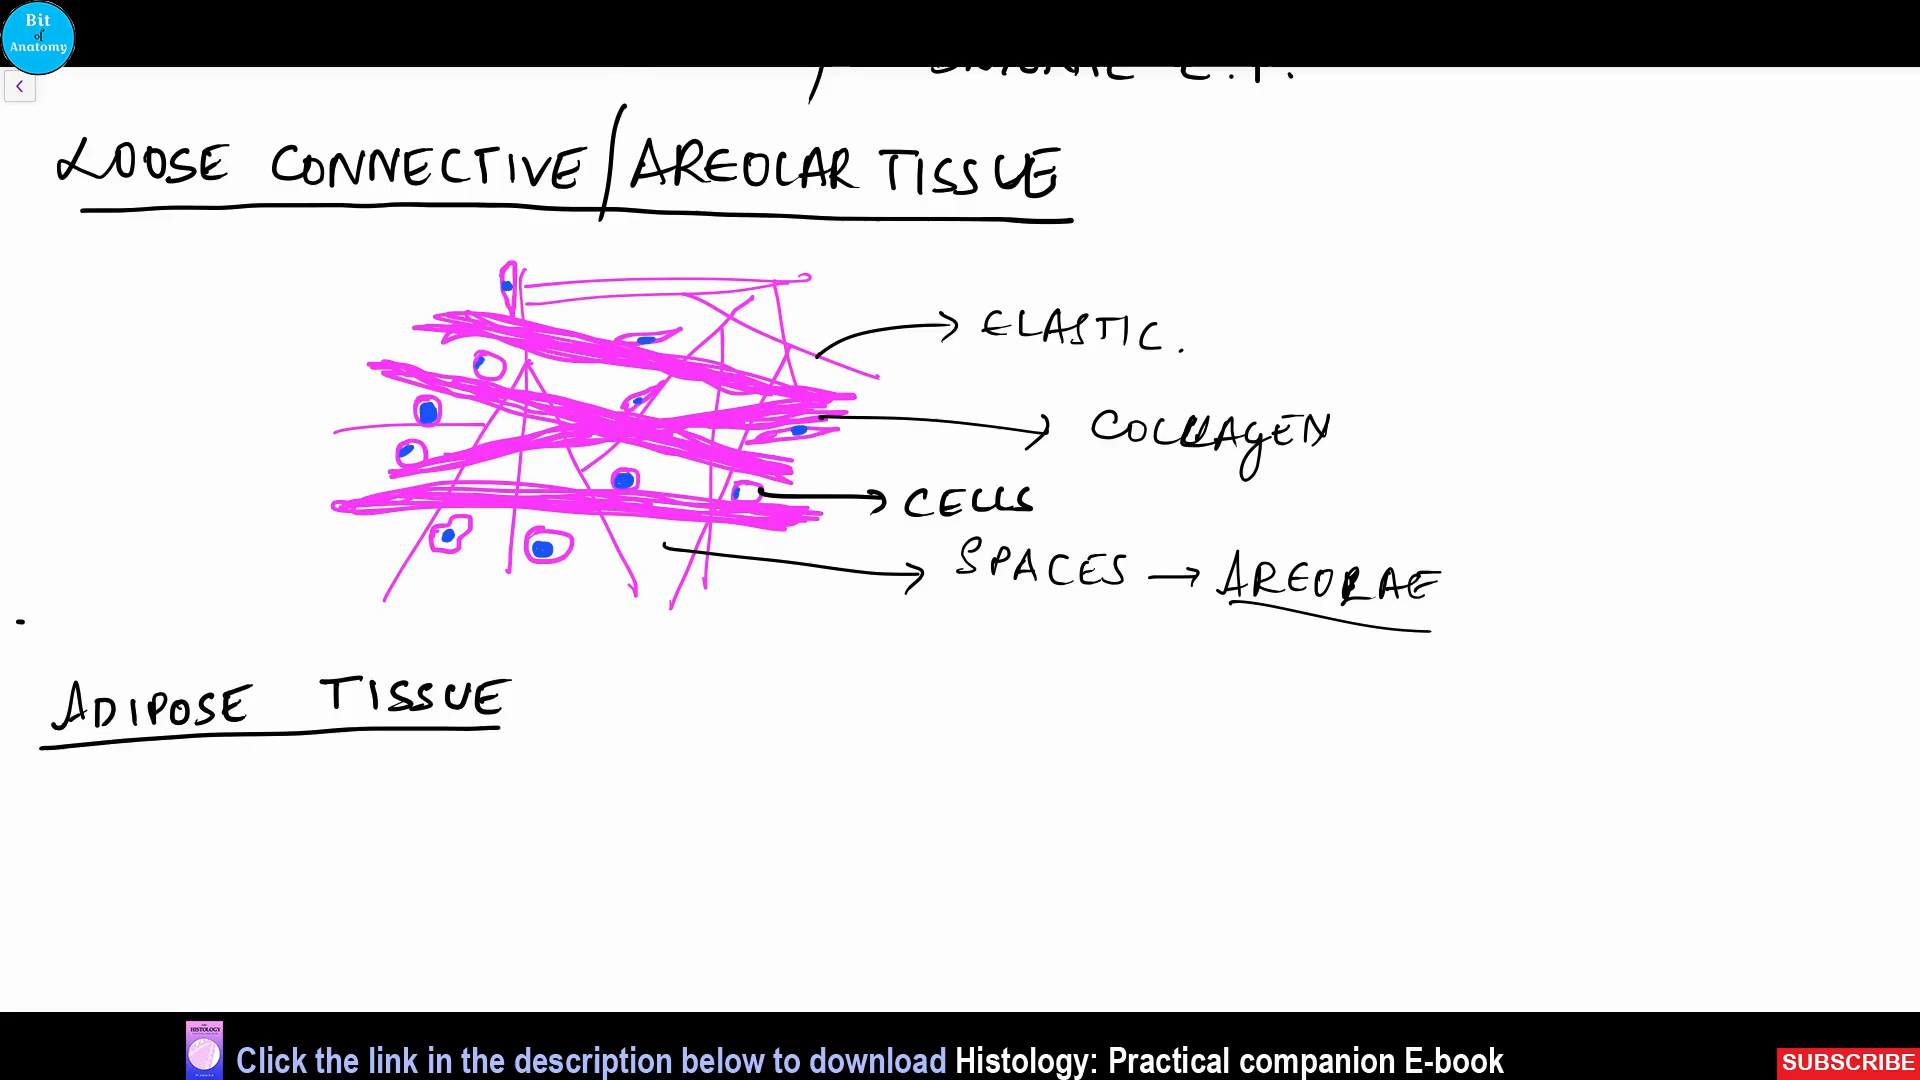 Bit
of
Anatomy
LOOSE CONNECTIVE/AREOLAR TISSUE
ELASTIC.
COLLAGEN
CELLS
SPACES → AREOLAE
ADIPOSE TISSUE
HISTOLOGY
Click the link in the description below to download Histology: Practical companion E-book
SUBSCRIBE